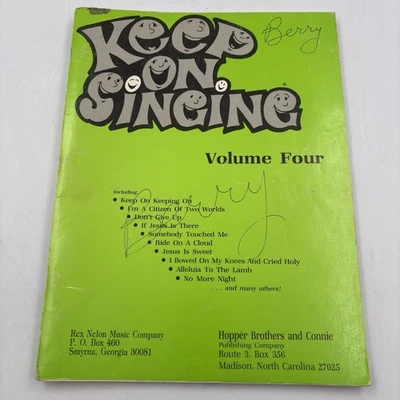 Berry
KEEP
ON
SINGING
Volume Four
Including:
• Keep On Keeping On
• I'm A Citizen Of Two Worlds
• Don't Give Up
• If Jesus Is There
• Somebody Touched Me
• Ride On A Cloud
• Jesus Is Sweet
• I Bowed On My Knees And Cried Holy
• Alleluia To The Lamb
• No More Night
. . . and many others!
Berry
Rex Nelon Music Company
P. O. Box 460
Smyrna, Georgia 30081
Hopper Brothers and Connie
Publishing Company
Route 3, Box 356
Madison, North Carolina 27025